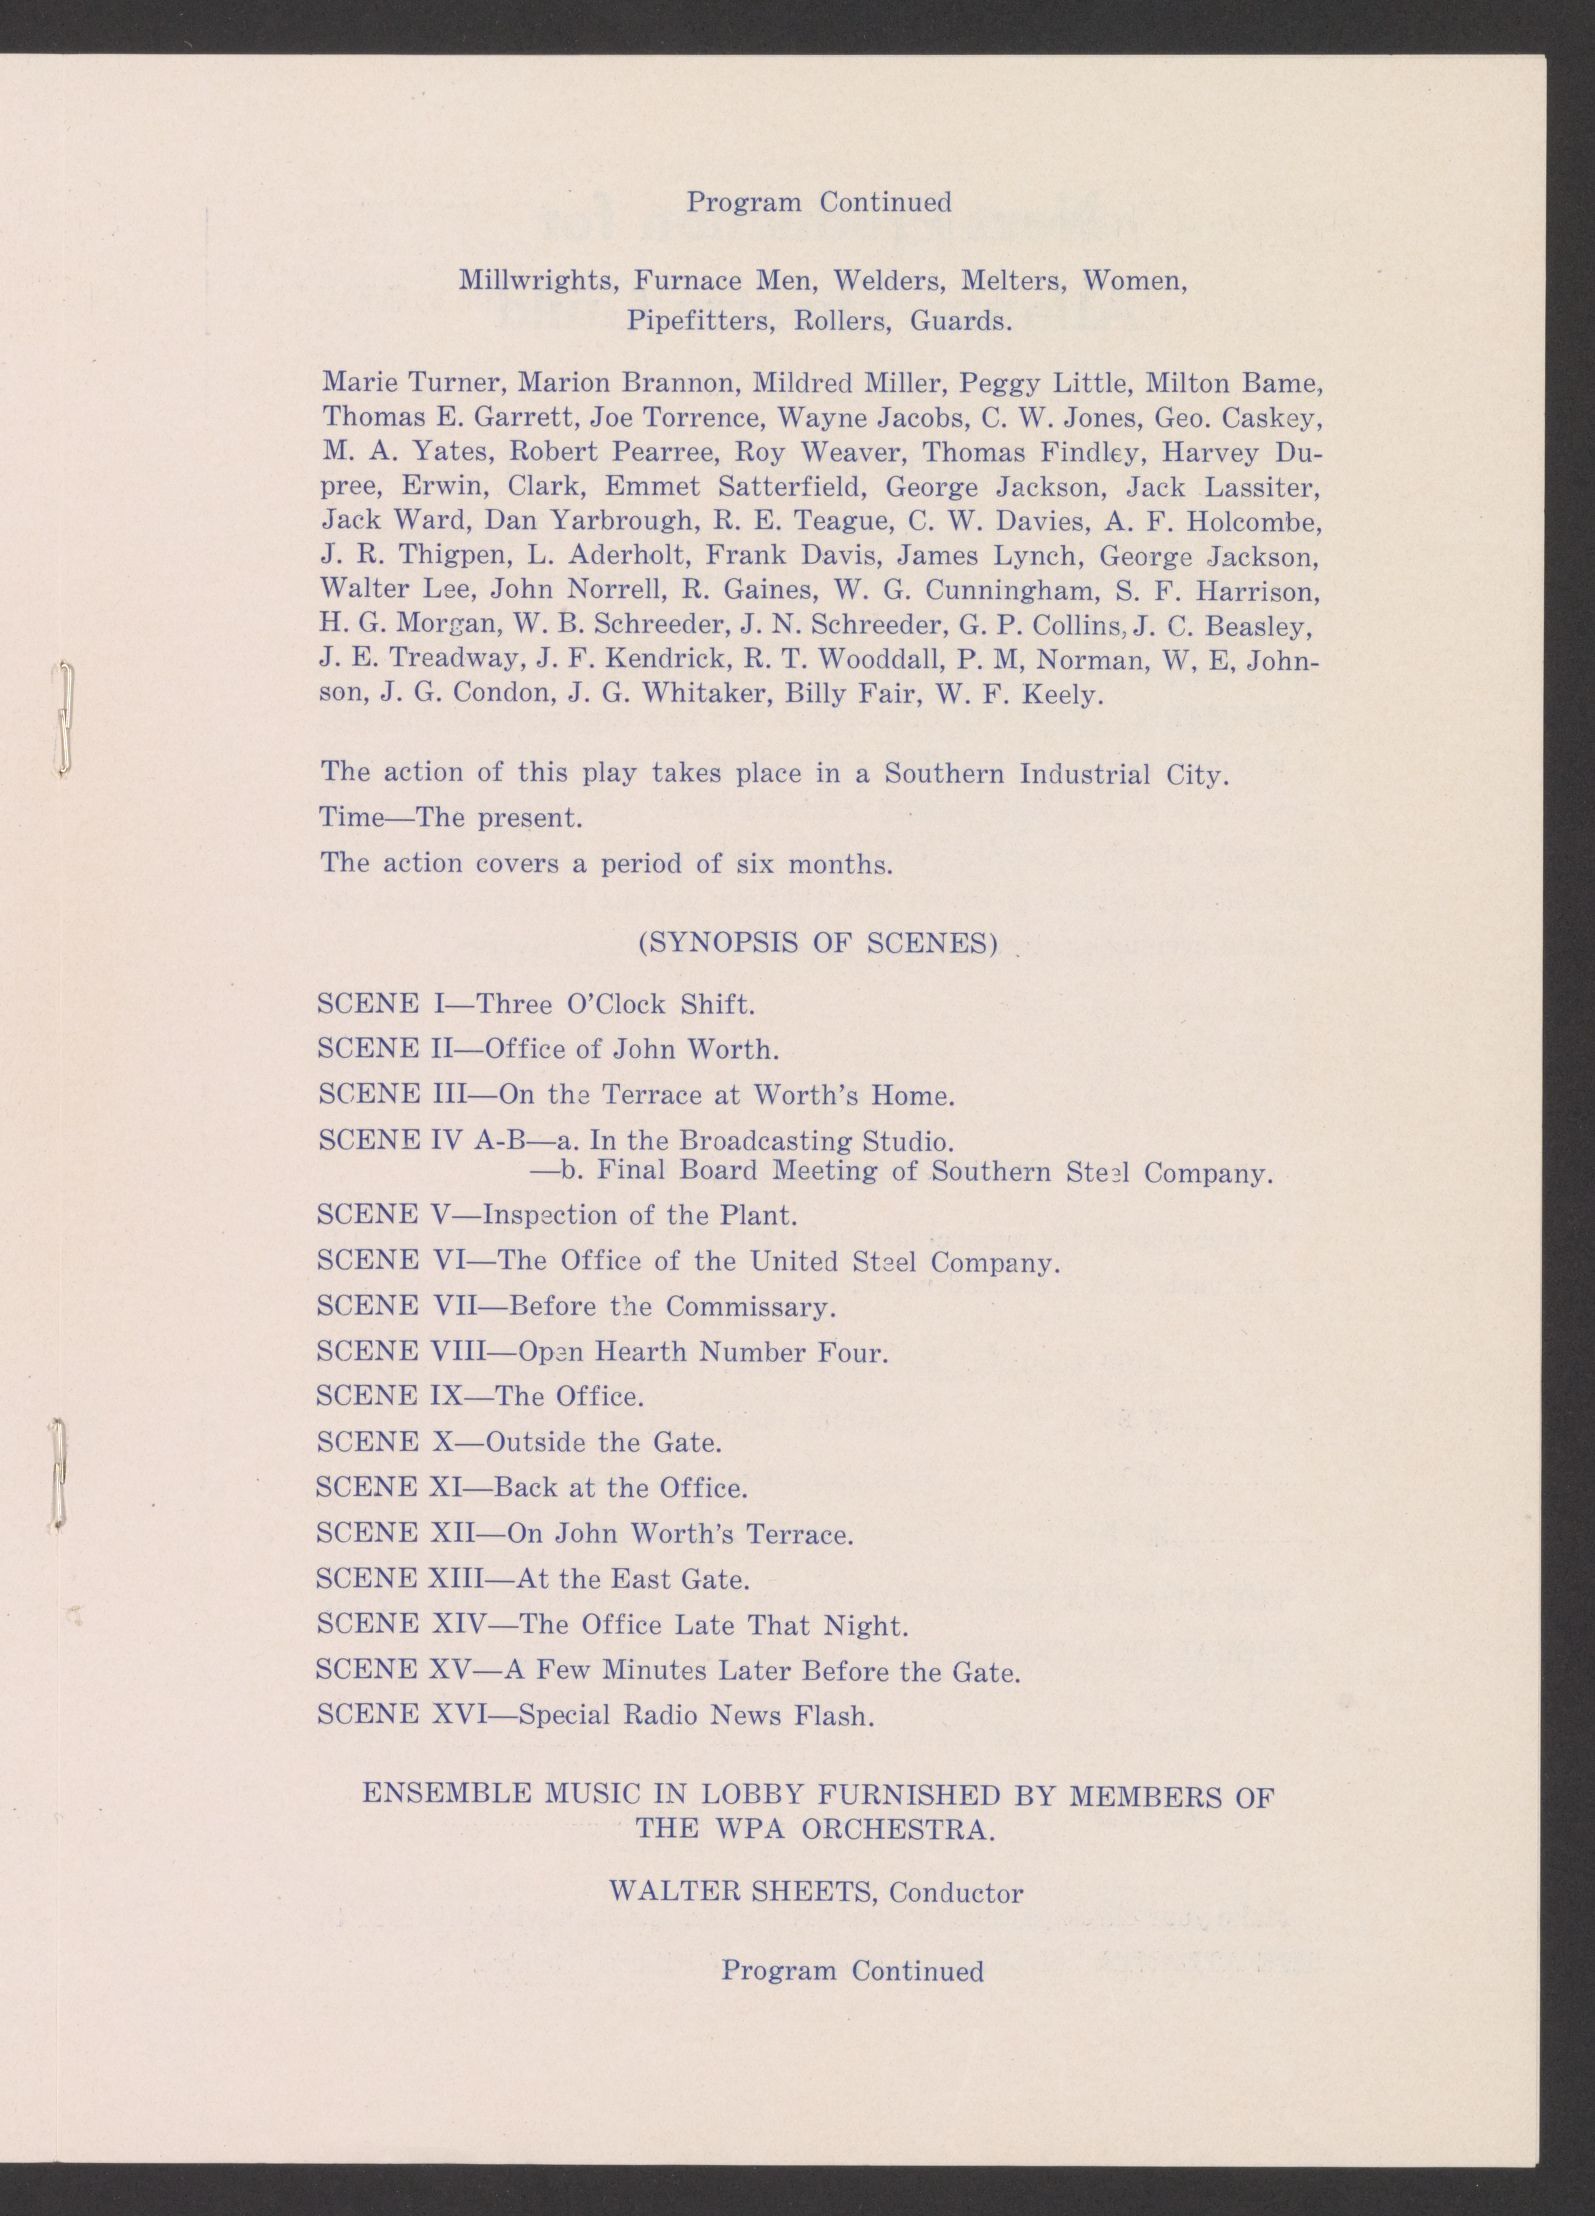 Program Continued
Millwrights, Furnace Men, Welders, Melters, Women,
Pipefitters, Rollers, Guards.
Marie Turner, Marion Brannon, Mildred Miller, Peggy Little, Milton Bame,
Thomas E. Garrett, Joe Torrence, Wayne Jacobs, C. W. Jones, Geo. Caskey,
M. A. Yates, Robert Pearree, Roy Weaver, Thomas Findley, Harvey Du-
pree, Erwin, Clark, Emmet Satterfield, George Jackson, Jack Lassiter,
Jack Ward, Dan Yarbrough, R. E. Teague, C. W. Davies, A. F. Holcombe,
J. R. Thigpen, L. Aderholt, Frank Davis, James Lynch, George Jackson,
Walter Lee, John Norrell, R. Gaines, W. G. Cunningham, S. F. Harrison,
H. G. Morgan, W. B. Schreeder, J. N. Schreeder, G. P. Collins, J. C. Beasley,
J. E. Treadway, J. F. Kendrick, R. T. Wooddall, P. M, Norman, W, E, John-
son, J. G. Condon, J. G. Whitaker, Billy Fair, W. F. Keely.
The action of this play takes place in a Southern Industrial City.
Time—The present.
The action covers a period of six months.
(SYNOPSIS OF SCENES)
SCENE I—Three O'Clock Shift.
SCENE II—Office of John Worth.
SCENE III—On the Terrace at Worth's Home.
SCENE IV A-B—a. In the Broadcasting Studio.
—b. Final Board Meeting of Southern Steel Company.
SCENE V—Inspection of the Plant.
SCENE VI—The Office of the United Steel Company.
SCENE VII—Before the Commissary.
SCENE VIII—Open Hearth Number Four.
SCENE IX—The Office.
SCENE X—Outside the Gate.
SCENE XI—Back at the Office.
SCENE XII—On John Worth's Terrace.
SCENE XIII—At the East Gate.
SCENE XIV—The Office Late That Night.
SCENE XV—A Few Minutes Later Before the Gate.
SCENE XVI—Special Radio News Flash.
ENSEMBLE MUSIC IN LOBBY FURNISHED BY MEMBERS OF
THE WPA ORCHESTRA.
WALTER SHEETS, Conductor
Program Continued